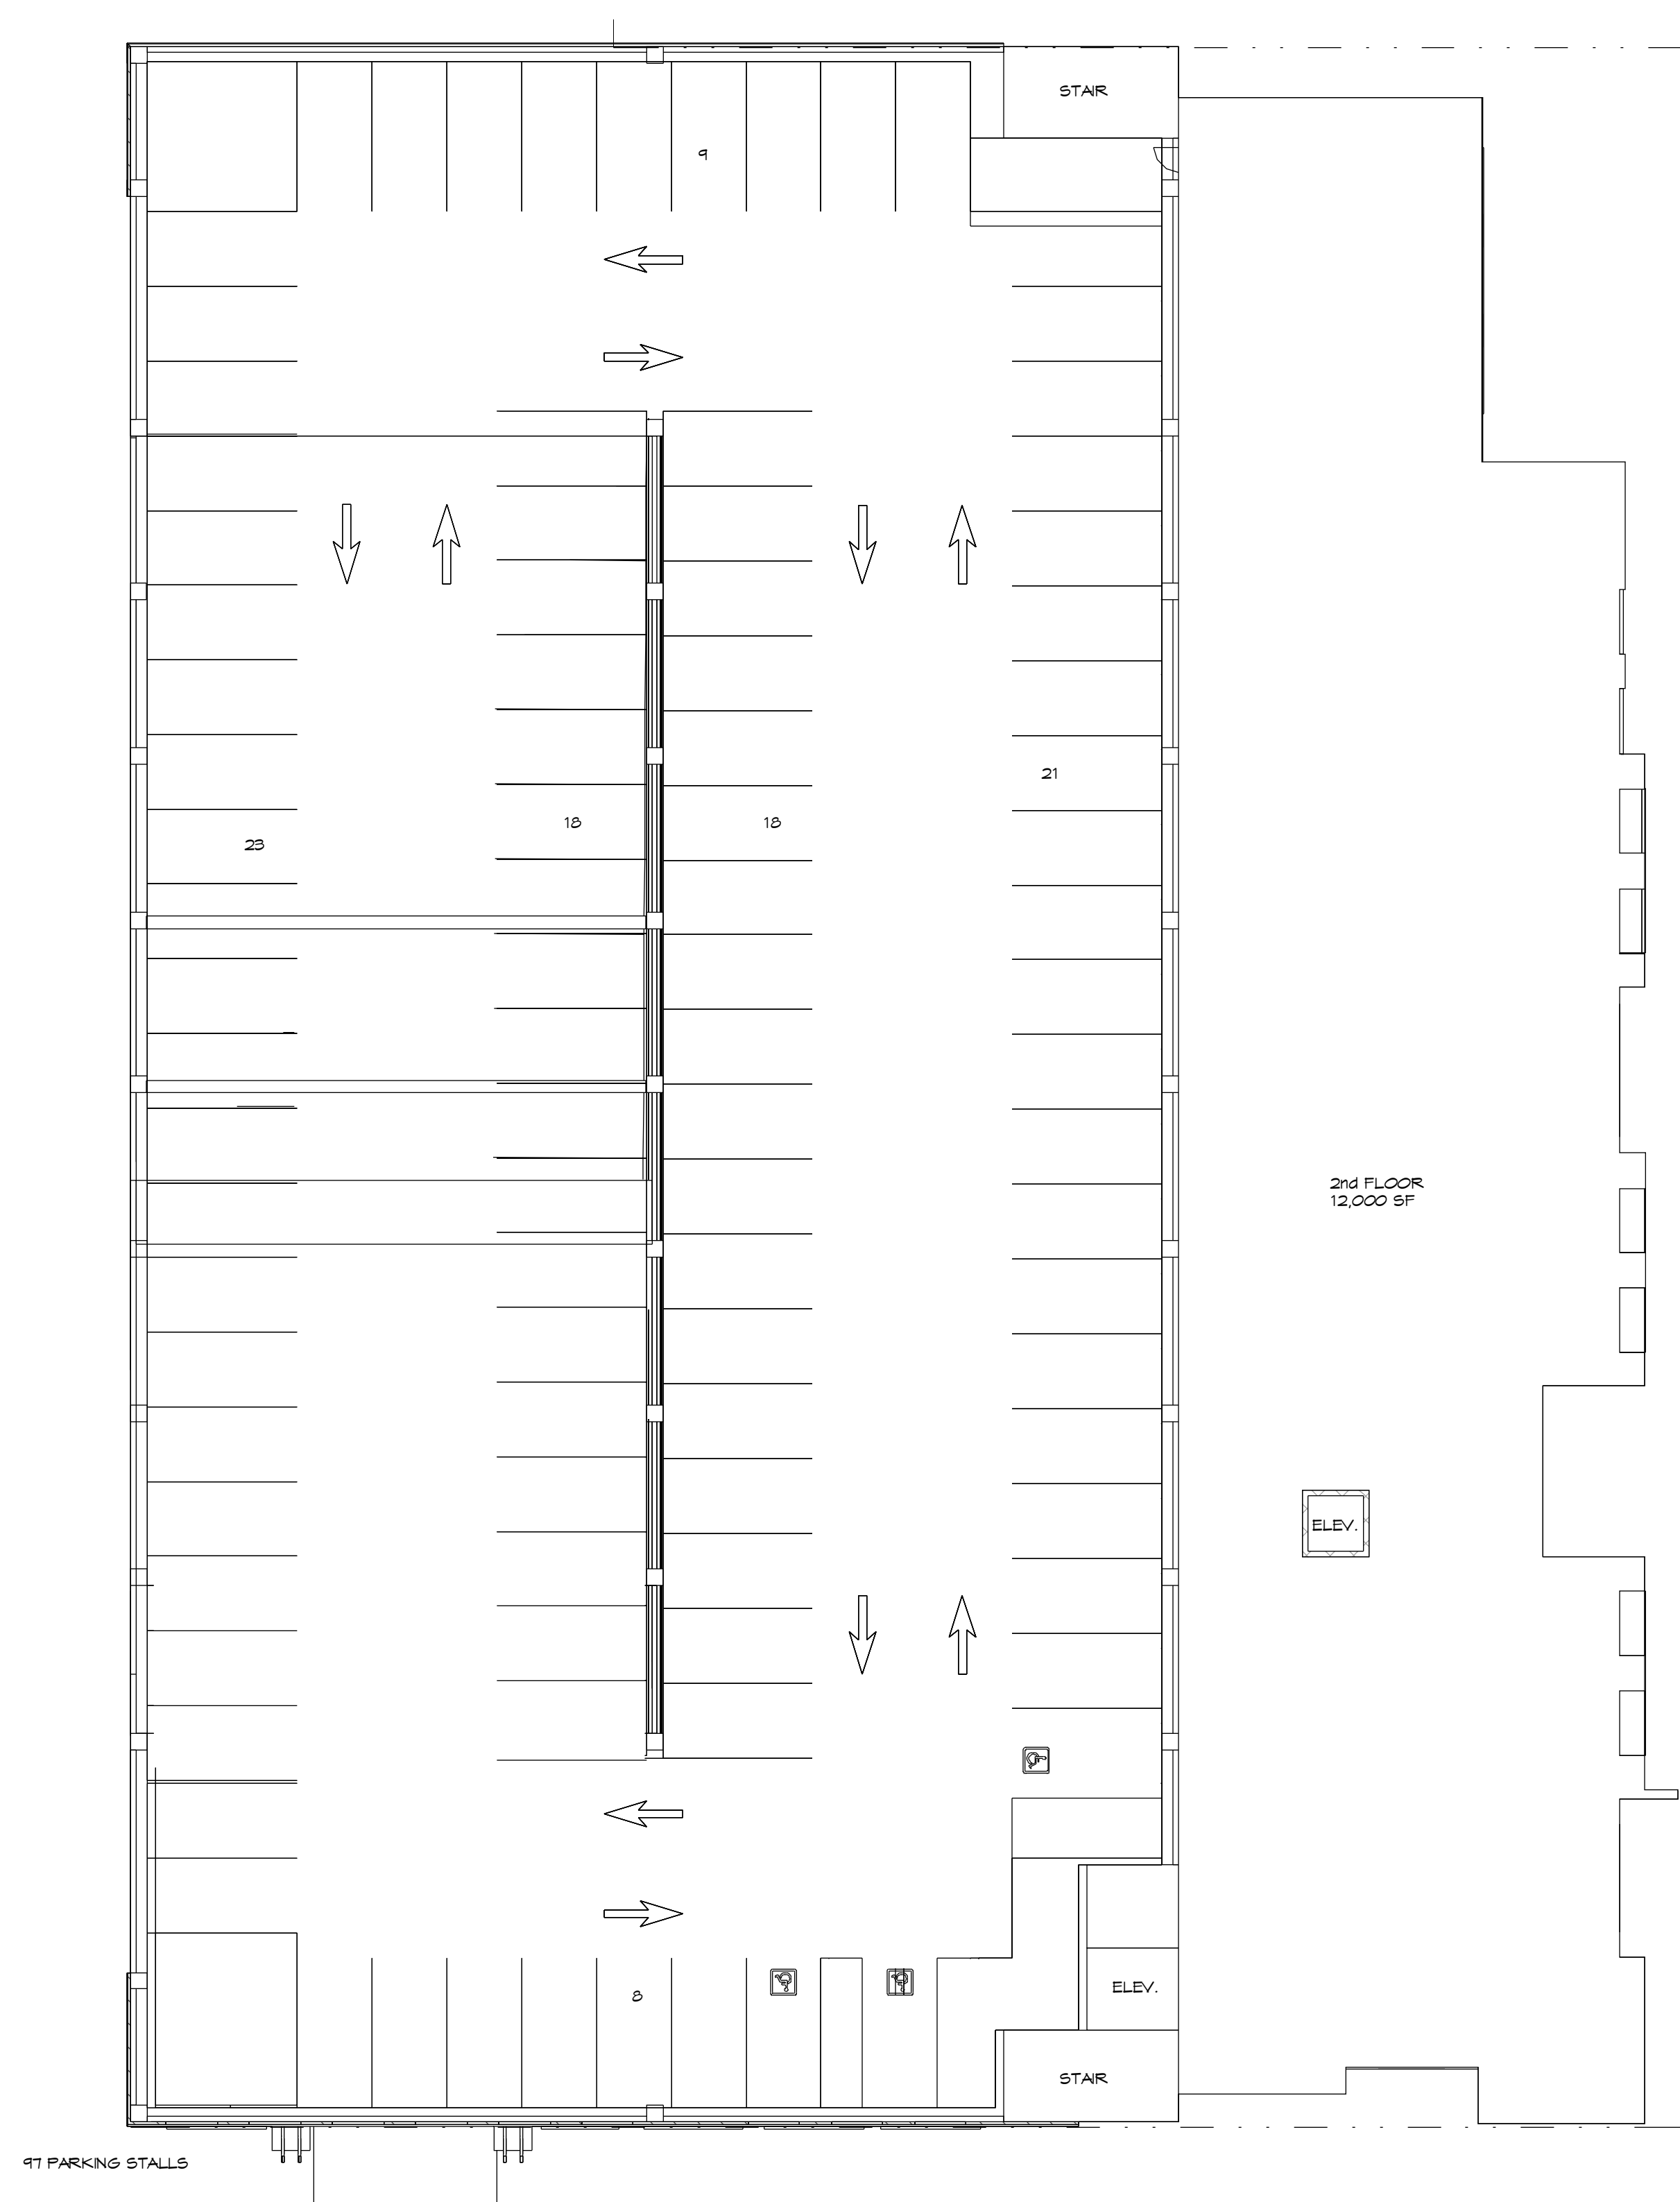 STAIR
9
21
18
18
23
2nd FLOOR
12,000 SF
ELEV.
8
ELEV.
STAIR
97 PARKING STALLS